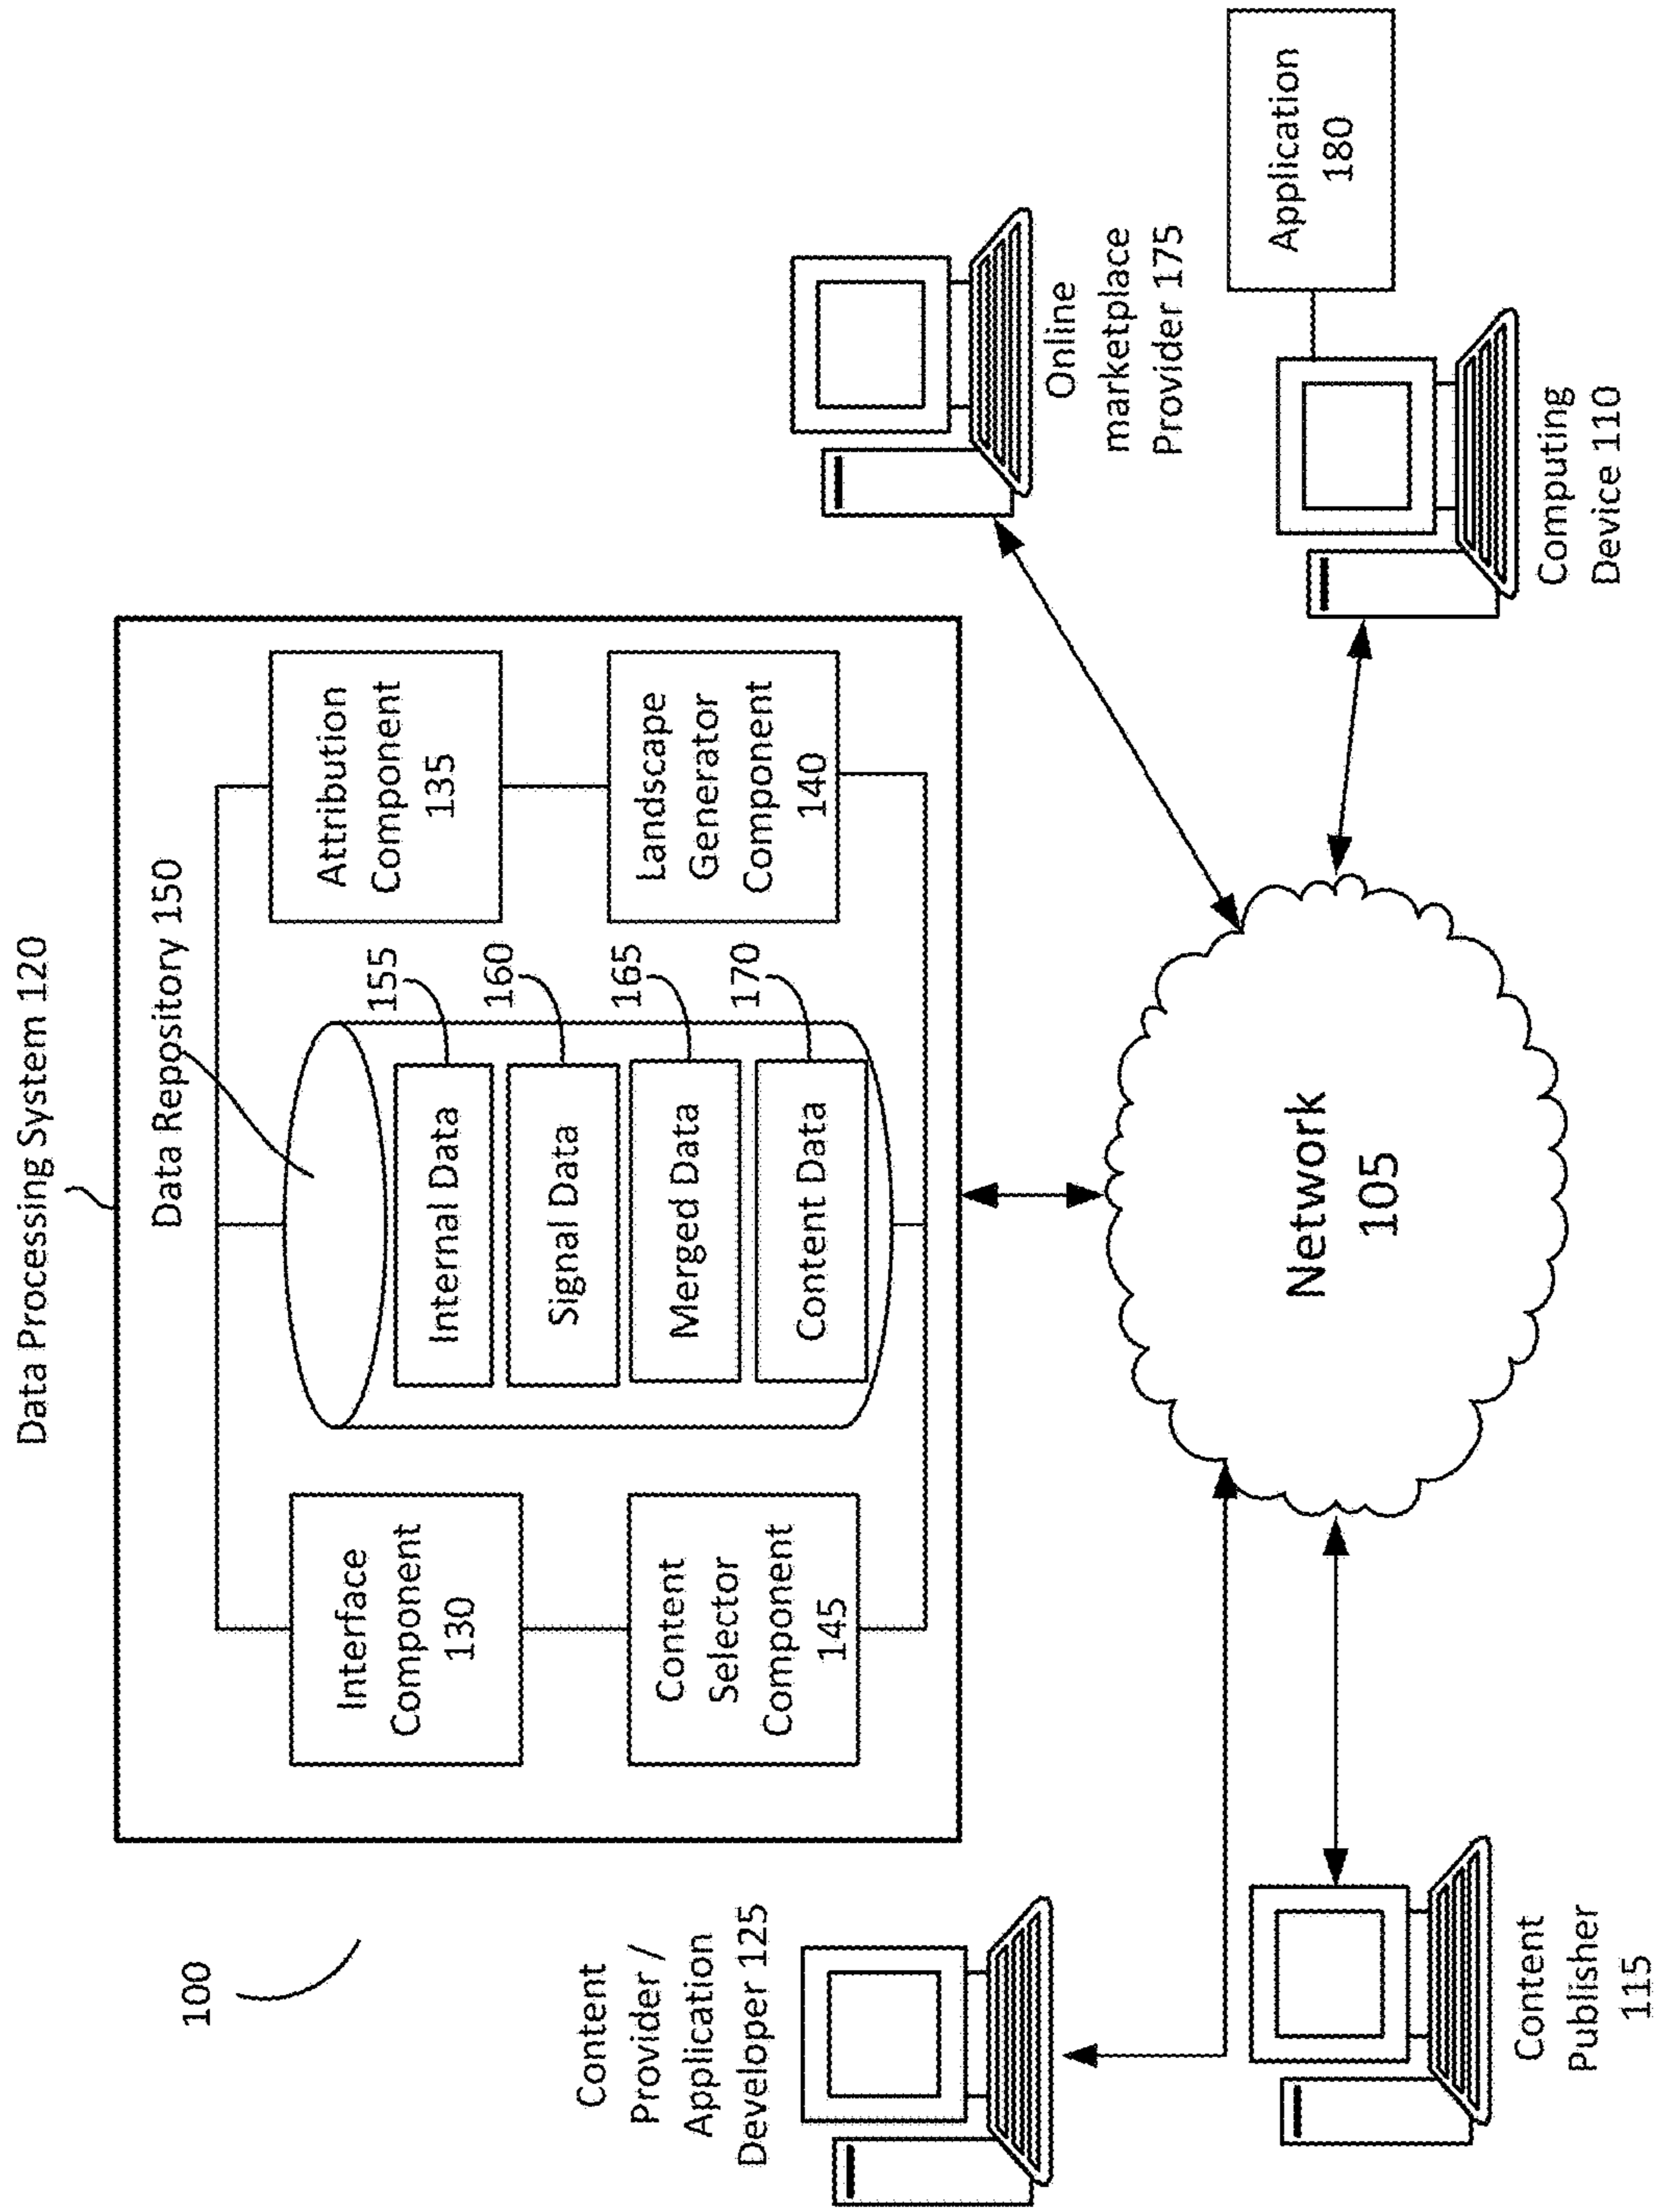 Data Processing System 120
100
Data Repository 150
Interface
Component
130
Content
Selector
Component
145
Internal Data
Signal Data
Merged Data
Content Data
155
160
165
170
Attribution
Component
135
Landscape
Generator
Component
140
Content
Provider /
Application
Developer 125
Online
marketplace
Provider 175
Network
105
Content
Publisher
115
Computing
Device 110
Application
180